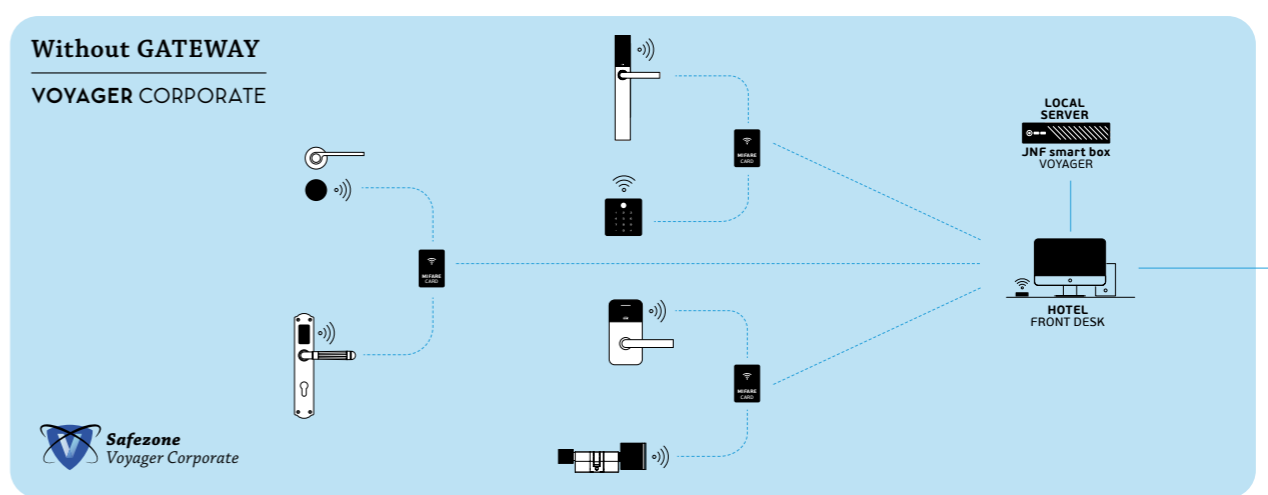 Without GATEWAY
VOYAGER CORPORATE
MIFARE
CARD
LOCAL
SERVER
JNF smart box
VOYAGER
MIFARE
CARD
HOTEL
FRONT DESK
MIFARE
CARD
Safezone
Voyager Corporate